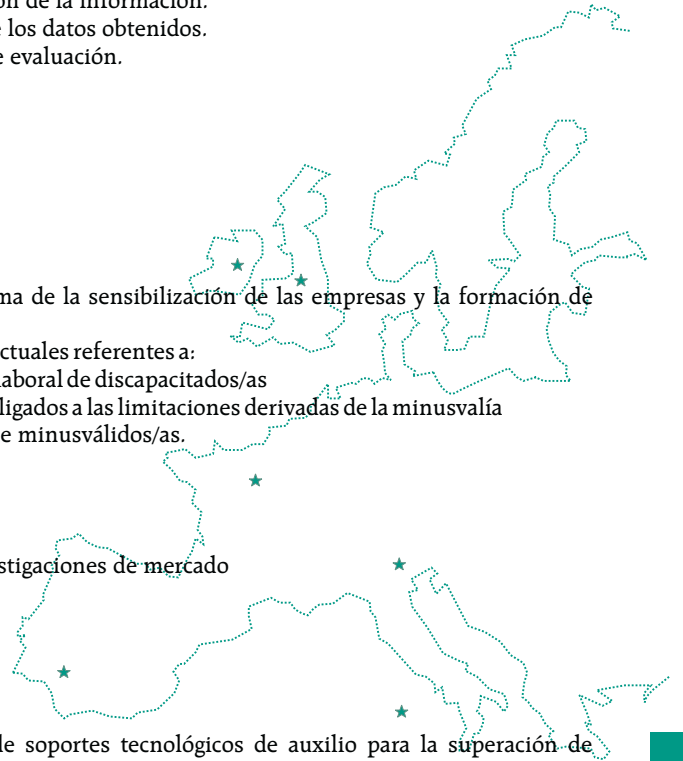 ón de la información.
e los datos obtenidos.
e evaluación.
ma de la sensibilización de las empresas y la formación de
ctuales referentes a:
laboral de discapacitados/as
ligados a las limitaciones derivadas de la minusvalía
e minusválidos/as.
stigaciones de mercado
de soportes tecnológicos de auxilio para la superación de